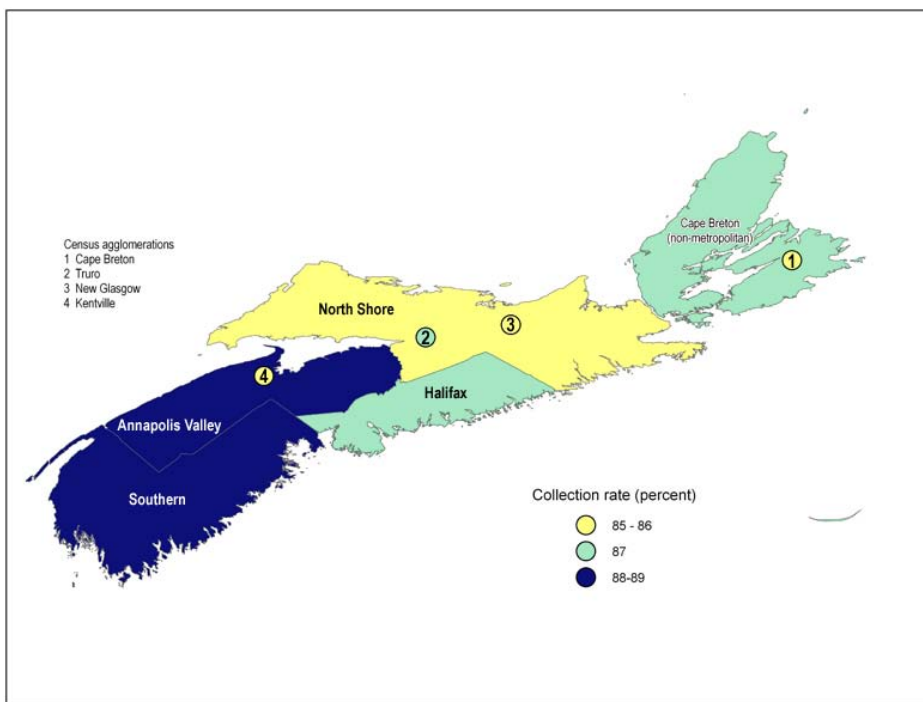 Cape Breton
(non-metropolitan)
1
Census agglomerations
1 Cape Breton
2 Truro
3 New Glasgow
4 Kentville
North Shore
3
2
4
Halifax
Annapolis Valley
Southern
Collection rate (percent)
85 - 86
87
88-89